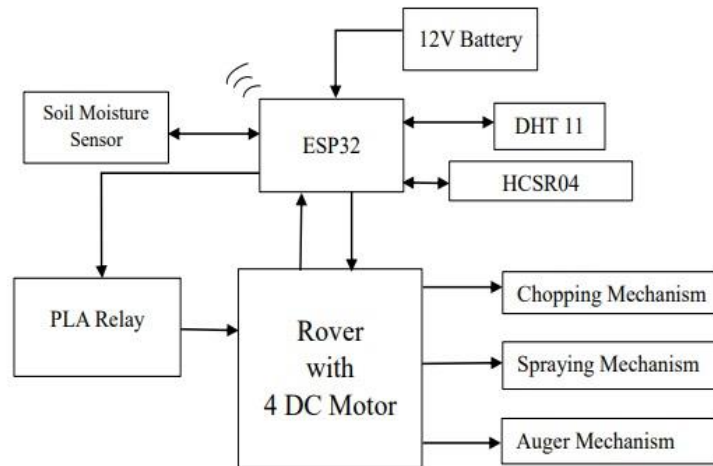 12V Battery
Soil Moisture
Sensor
ESP32
DHT 11
HCSR04
PLA Relay
Rover
with
4 DC Motor
Chopping Mechanism
Spraying Mechanism
Auger Mechanism